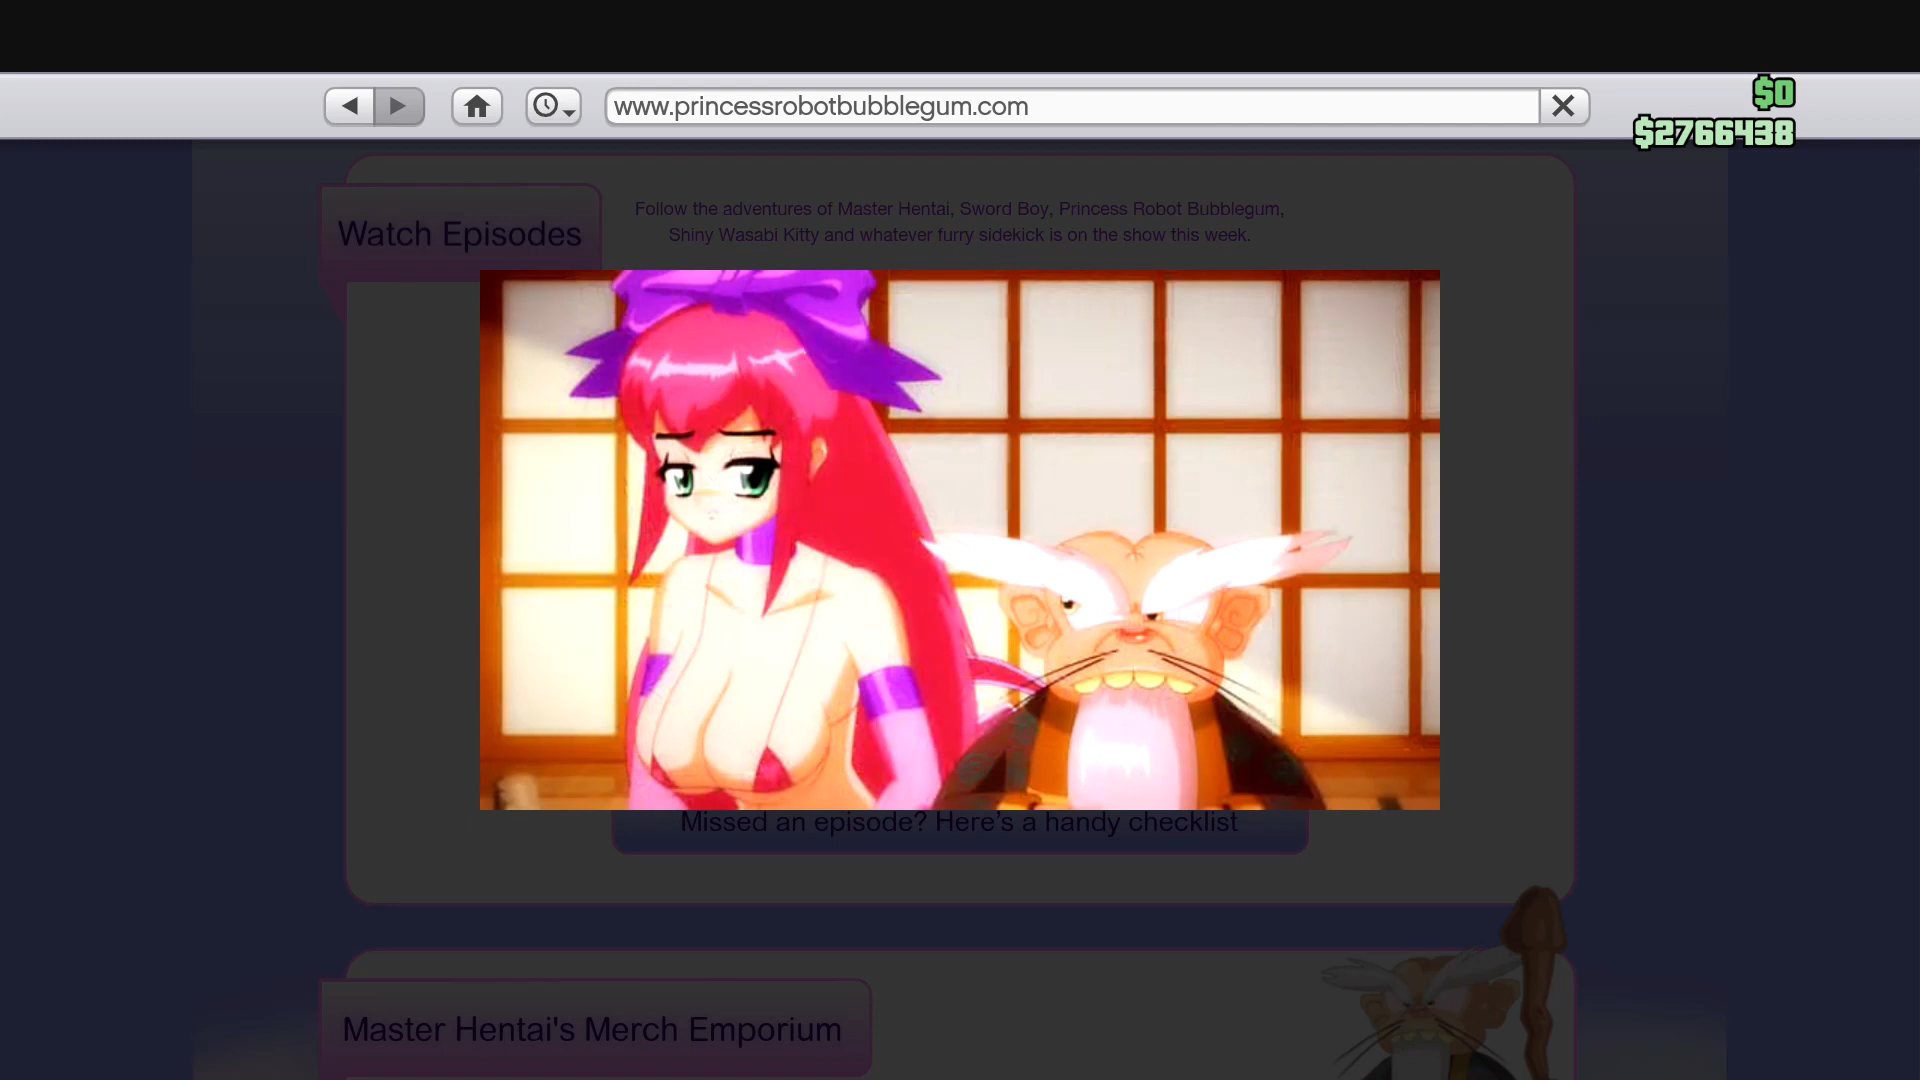 www.princessrobotbubblegum.com
$0
$2766438
Watch Episodes
Follow the adventures of Master Hentai, Sword Boy, Princess Robot Bubblegum,
Shiny Wasabi Kitty and whatever furry sidekick is on the show this week.
Missed an episode? Here's a handy checklist
Master Hentai's Merch Emporium